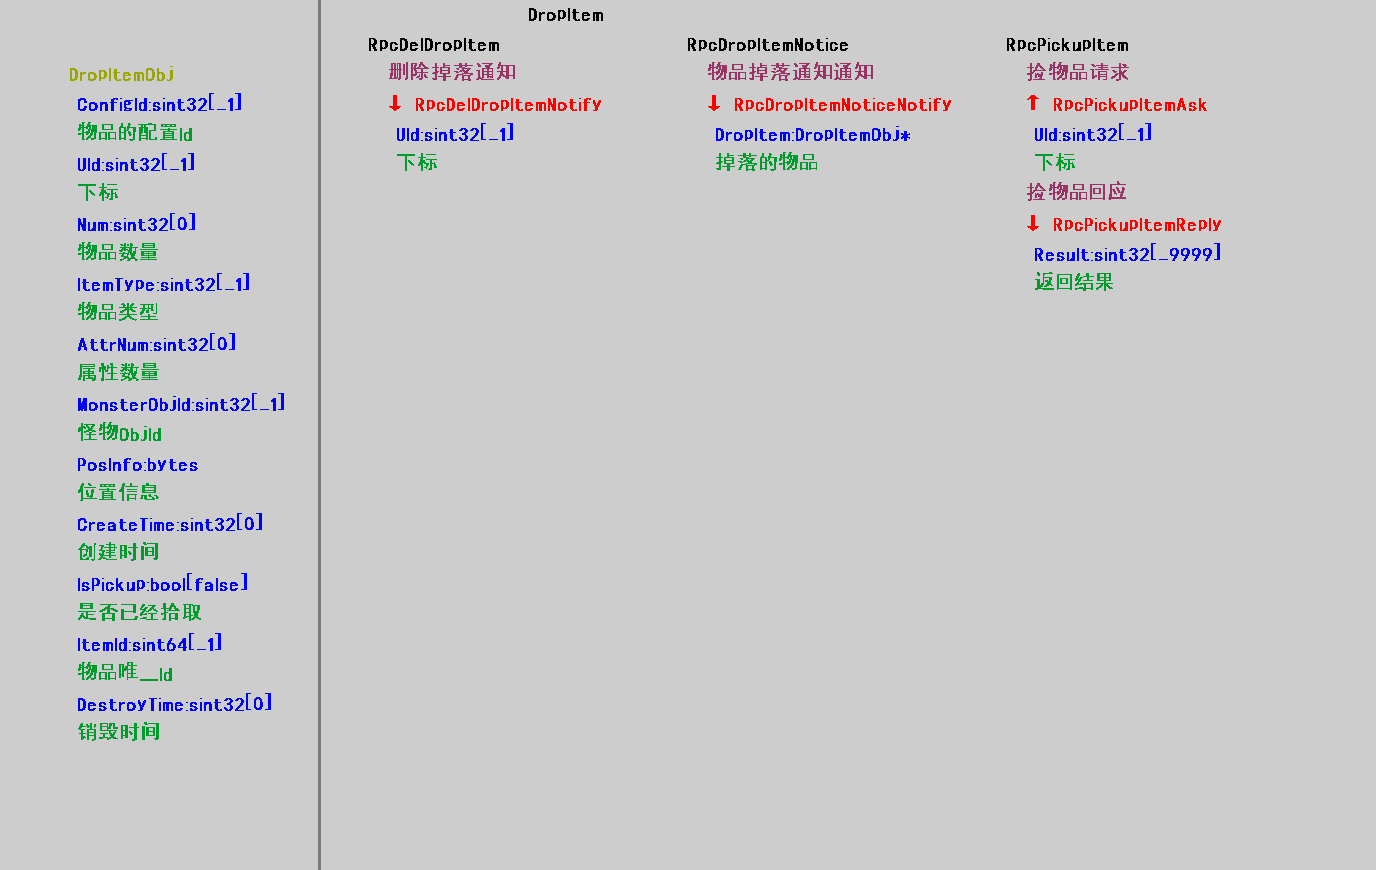 DropItem
DropItemObj
ConfigId:sint32[_1]
物品的配置Id
UId:sint32[_1]
下标
Num:sint32[0]
物品数量
ItemType:sint32[_1]
物品类型
AttrNum:sint32[0]
属性数量
MonsterObjId:sint32[_1]
怪物ObjId
PosInfo:bytes
位置信息
CreateTime:sint32[0]
创建时间
IsPickup:bool[false]
是否已经拾取
ItemId:sint64[_1]
物品唯一Id
DestroyTime:sint32[0]
销毁时间
RpcDelDropItem
删除掉落通知
↓ RpcDelDropItemNotify
UId:sint32[_1]
下标
RpcDropItemNotice
物品掉落通知通知
↓ RpcDropItemNoticeNotify
DropItem:DropItemObj*
掉落的物品
RpcPickupItem
捡物品请求
↑ RpcPickupItemAsk
UId:sint32[_1]
下标
捡物品回应
↓ RpcPickupItemReply
Result:sint32[_9999]
返回结果